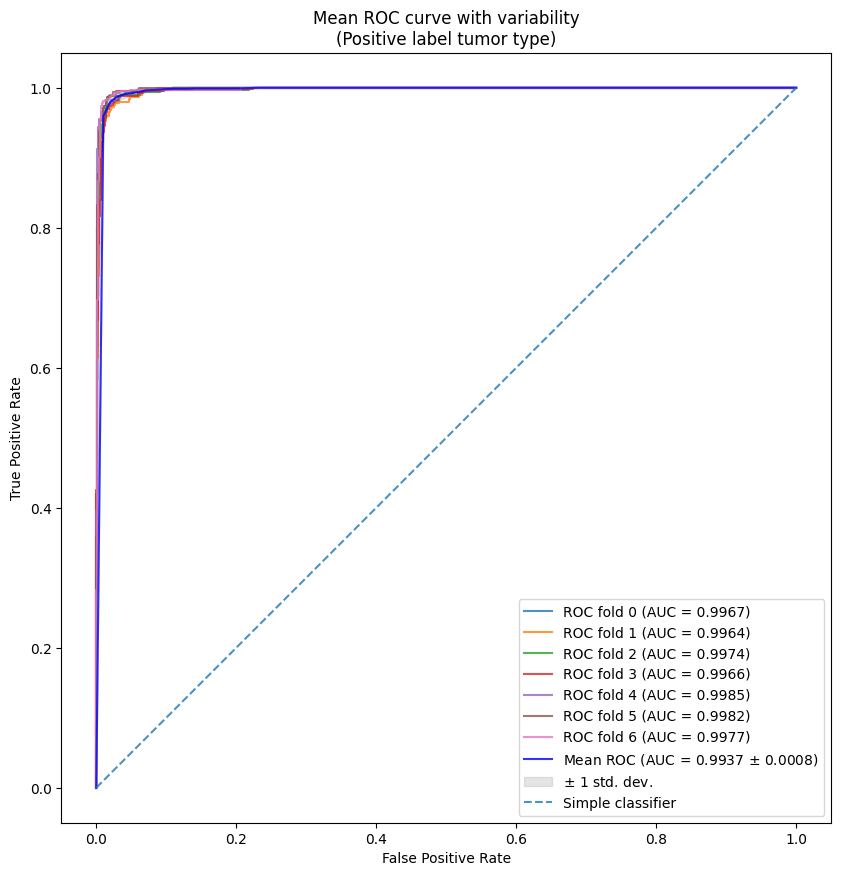 Mean ROC curve with variability
(Positive label tumor type)
True Positive Rate
1.0
0.8
0.6
0.4
0.2
0.0
0.0 0.2 0.4 0.6 0.8 1.0
False Positive Rate
ROC fold 0 (AUC = 0.9967)
ROC fold 1 (AUC = 0.9964)
ROC fold 2 (AUC = 0.9974)
ROC fold 3 (AUC = 0.9966)
ROC fold 4 (AUC = 0.9985)
ROC fold 5 (AUC = 0.9982)
ROC fold 6 (AUC = 0.9977)
Mean ROC (AUC = 0.9937 ± 0.0008)
± 1 std. dev.
Simple classifier